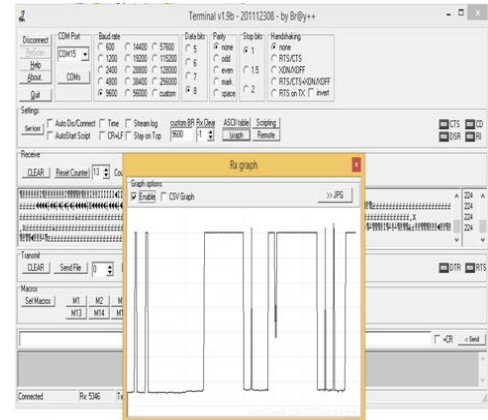 Terminal v1.9b - 201112308 - by Br@y++
Disconnect
ReScan
Help
About..
Quit
COM Port
COM15
COMs
Baud rate
600 14400 57600
1200 19200 115200
2400 28800 128000
4800 38400 256000
9600 56000 custom
Data bits
5
6
7
8
Parity
none
odd
even
mark
space
Stop bits
1
1.5
2
Handshaking
none
RTS/CTS
XON/XOFF
RTS/CTS+XON/XOFF
RTS on TX invert
Settings
Set font
Auto Dis/Connect Time Stream log
AutoStart Script CR=LF Stay on Top
custom BR Rx Clear
9600 -1
ASCII table Scripting
Graph Remote
CTS CD
DSR RI
Receive
CLEAR Reset Counter 13
Rx graph
Graph options
Enable CSV Graph >> JPG
224
224
224
Transmit
CLEAR Send File 0
DTR RTS
Macros
Set Macros M1 M2
M13 M14
+CR -> Send
Connected Rx: 5346